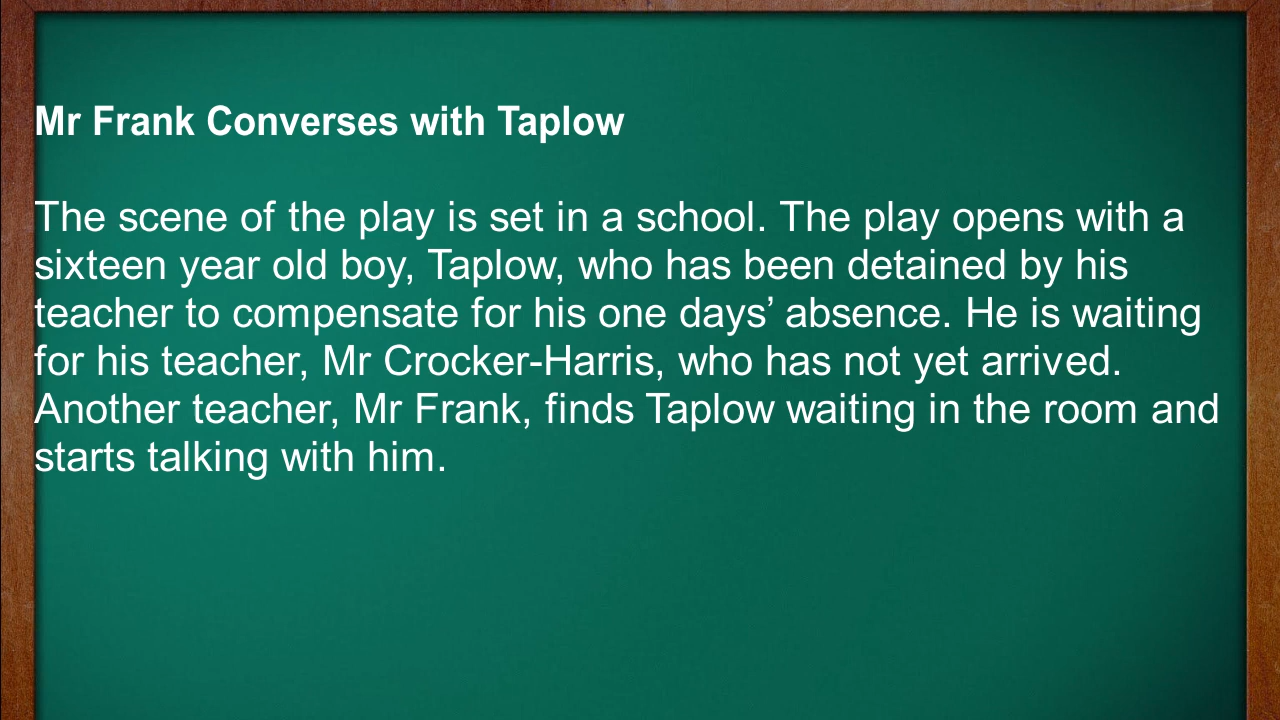 Mr Frank Converses with Taplow
The scene of the play is set in a school. The play opens with a
sixteen year old boy, Taplow, who has been detained by his
teacher to compensate for his one days’ absence. He is waiting
for his teacher, Mr Crocker-Harris, who has not yet arrived.
Another teacher, Mr Frank, finds Taplow waiting in the room and
starts talking with him.